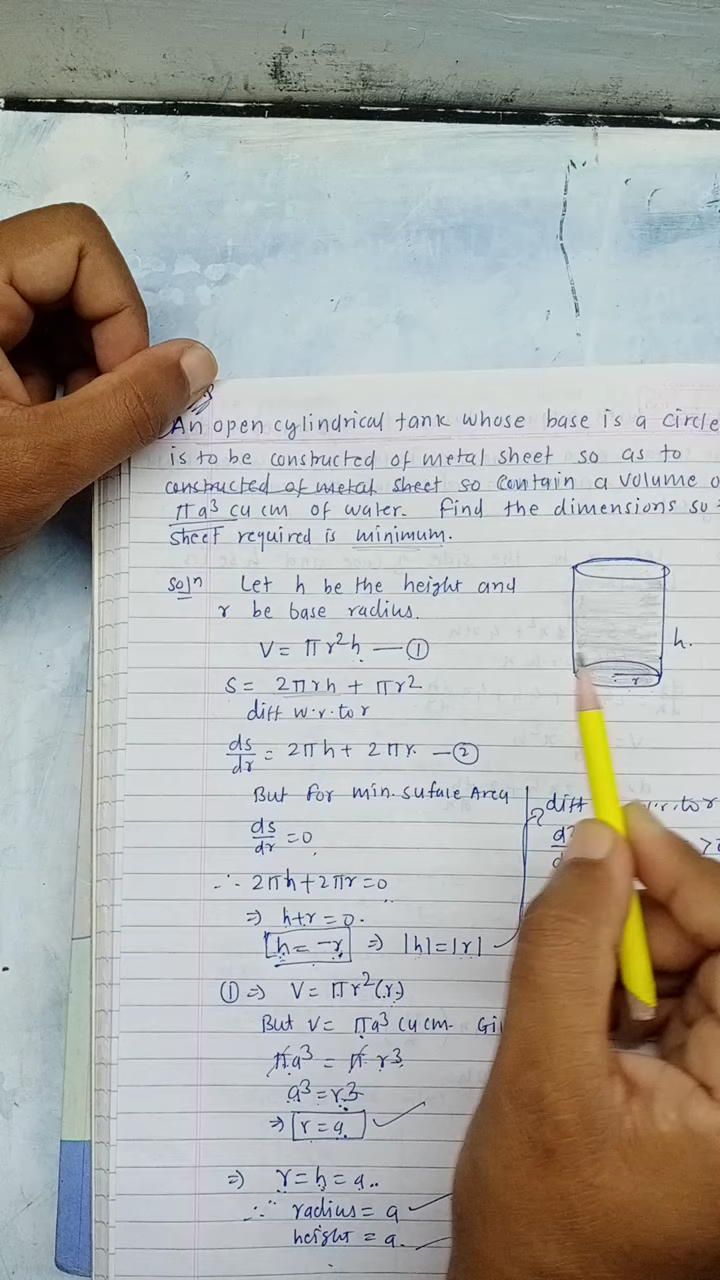 An open cylindrical tank whose base is a circle
is to be constructed of metal sheet so as to
constructed of metal sheet so contain a volume o
πa³ cu cm of water. Find the dimensions so
sheet required is minimum.
soln Let h be the height and
r be base radius.
V = πr²h — ①
h.
r
S = 2πrh + πr²
diff w.r.to r
ds/dr = 2πh + 2πr. — ②
But for min. suface Area
diff w.r.to r
ds/dr = 0
∴ 2πh + 2πr = 0
⇒ h+r = 0.
h = -r ⇒ |h| = |r|
① ⇒ V = πr²(r)
But V = πa³ cu cm. Gi
πa³ = πr³
a³ = r³
⇒ r = a.
⇒ r = h = a..
∴ radius = a
height = a.